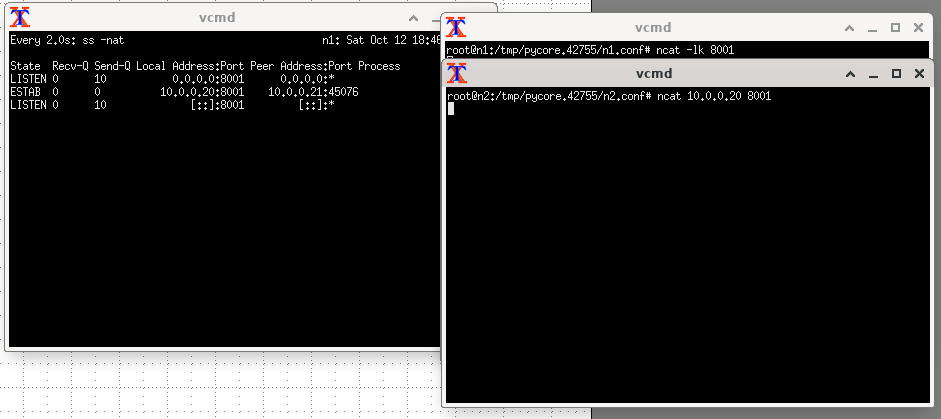 vcmd
Every 2.0s: ss -nat n1: Sat Oct 12 18:46
State Recv-Q Send-Q Local Address:Port Peer Address:Port Process
LISTEN 0 10 0.0.0.0:8001 0.0.0.0:*
ESTAB 0 0 10.0.0.20:8001 10.0.0.21:45076
LISTEN 0 10 [::]:8001 [::]:*
vcmd
root@n1:/tmp/pycore.42755/n1.conf# ncat -lk 8001
vcmd
root@n2:/tmp/pycore.42755/n2.conf# ncat 10.0.0.20 8001